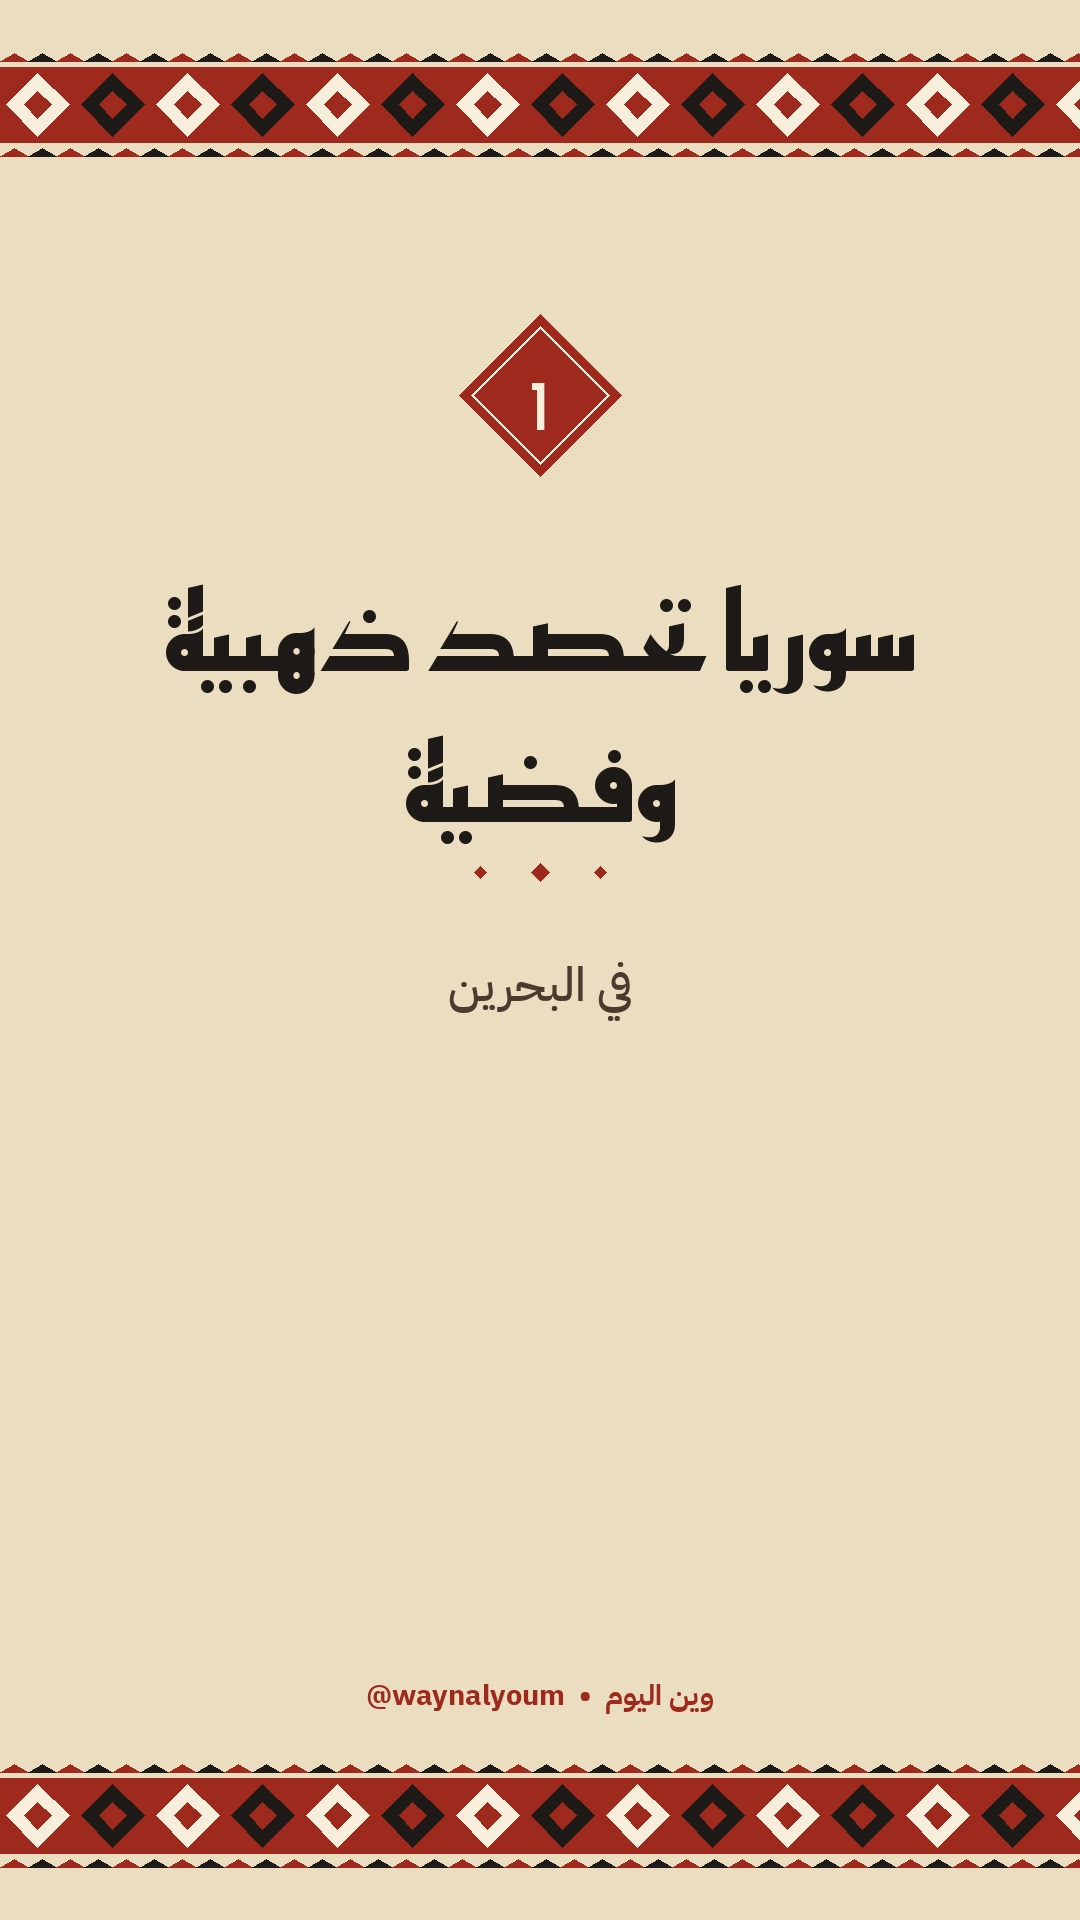 ١
سوريا تحصد ذهبية
وفضية
في البحرين
وين اليوم • @waynalyoum